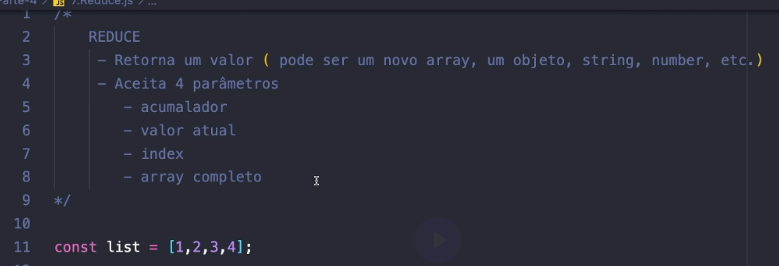 JS 7.Reduce.js > ...
1 /*
2 REDUCE
3 - Retorna um valor ( pode ser um novo array, um objeto, string, number, etc.)
4 - Aceita 4 parâmetros
5 - acumalador
6 - valor atual
7 - index
8 - array completo
9 */
10
11 const list = [1,2,3,4];